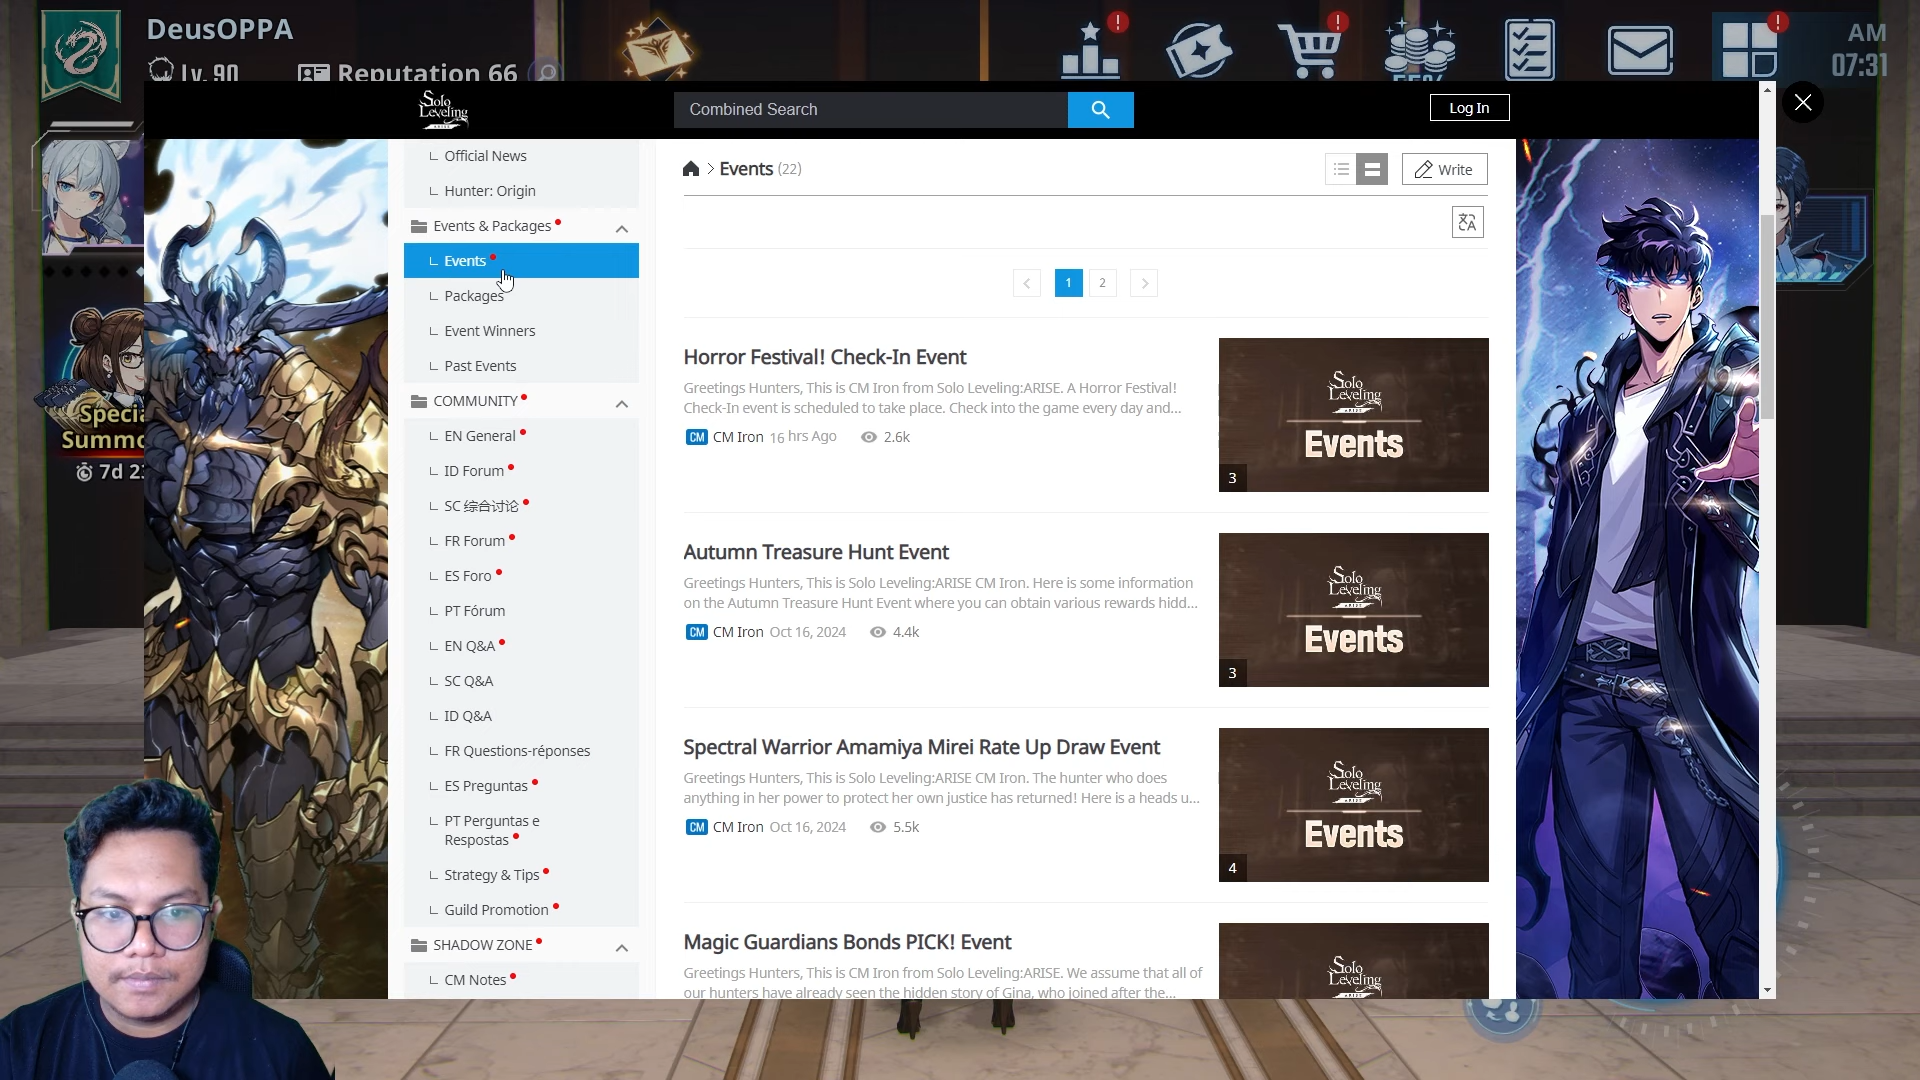 DeusOPPA
Lv. 90
Reputation 66
!
!
55%
!
AM
07:31
Solo
Leveling
ARISE
Combined Search
Log In
Official News
Hunter: Origin
Events & Packages
Events
Packages
Event Winners
Past Events
COMMUNITY
EN General
ID Forum
SC 综合讨论
FR Forum
ES Foro
PT Fórum
EN Q&A
SC Q&A
ID Q&A
FR Questions-réponses
ES Preguntas
PT Perguntas e
Respostas
Strategy & Tips
Guild Promotion
SHADOW ZONE
CM Notes
Specia
Summo
7d 23
> Events (22)
Write
< 1 2 >
Horror Festival! Check-In Event
Greetings Hunters, This is CM Iron from Solo Leveling:ARISE. A Horror Festival!
Check-In event is scheduled to take place. Check into the game every day and...
CM CM Iron 16 hrs Ago 2.6k
Solo
Leveling
ARISE
Events
3
Autumn Treasure Hunt Event
Greetings Hunters, This is Solo Leveling:ARISE CM Iron. Here is some information
on the Autumn Treasure Hunt Event where you can obtain various rewards hidd...
CM CM Iron Oct 16, 2024 4.4k
Solo
Leveling
ARISE
Events
3
Spectral Warrior Amamiya Mirei Rate Up Draw Event
Greetings Hunters, This is Solo Leveling:ARISE CM Iron. The hunter who does
anything in her power to protect her own justice has returned! Here is a heads u...
CM CM Iron Oct 16, 2024 5.5k
Solo
Leveling
ARISE
Events
4
Magic Guardians Bonds PICK! Event
Greetings Hunters, This is CM Iron from Solo Leveling:ARISE. We assume that all of
our hunters have already seen the hidden story of Gina, who joined after the...
Solo
Leveling
ARISE